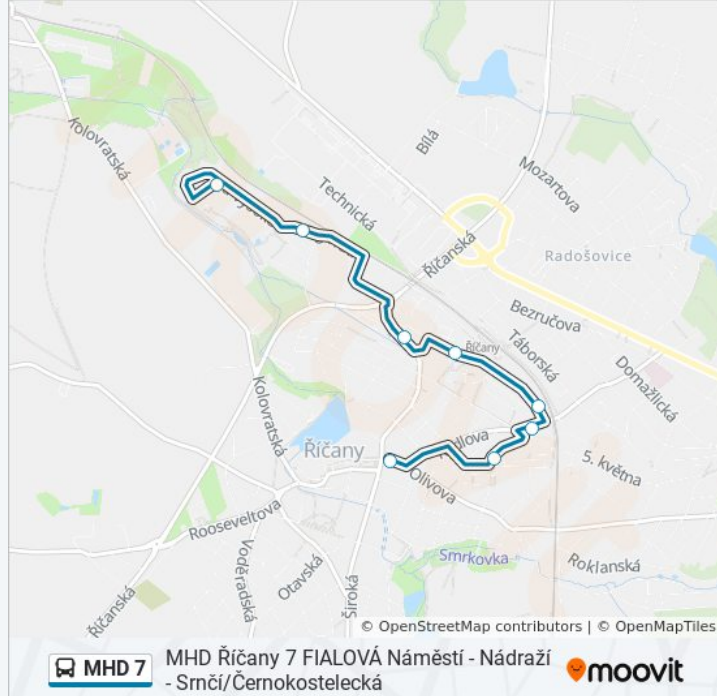 Kolovratská
Bílá
Mozartova
Technická
Říčanská
Radošovice
Bezručova
Říčany
Táborská
Domažlická
Kolovratská
Říčany
Olivova
5. května
Rooseveltova
Smrkovka
Roklanská
Voděradská
Otavská
Široká
Říčanská
© OpenStreetMap contributors | © OpenMapTiles
MHD 7
MHD Říčany 7 FIALOVÁ Náměstí - Nádraží
- Srnčí/Černokostelecká
moovit